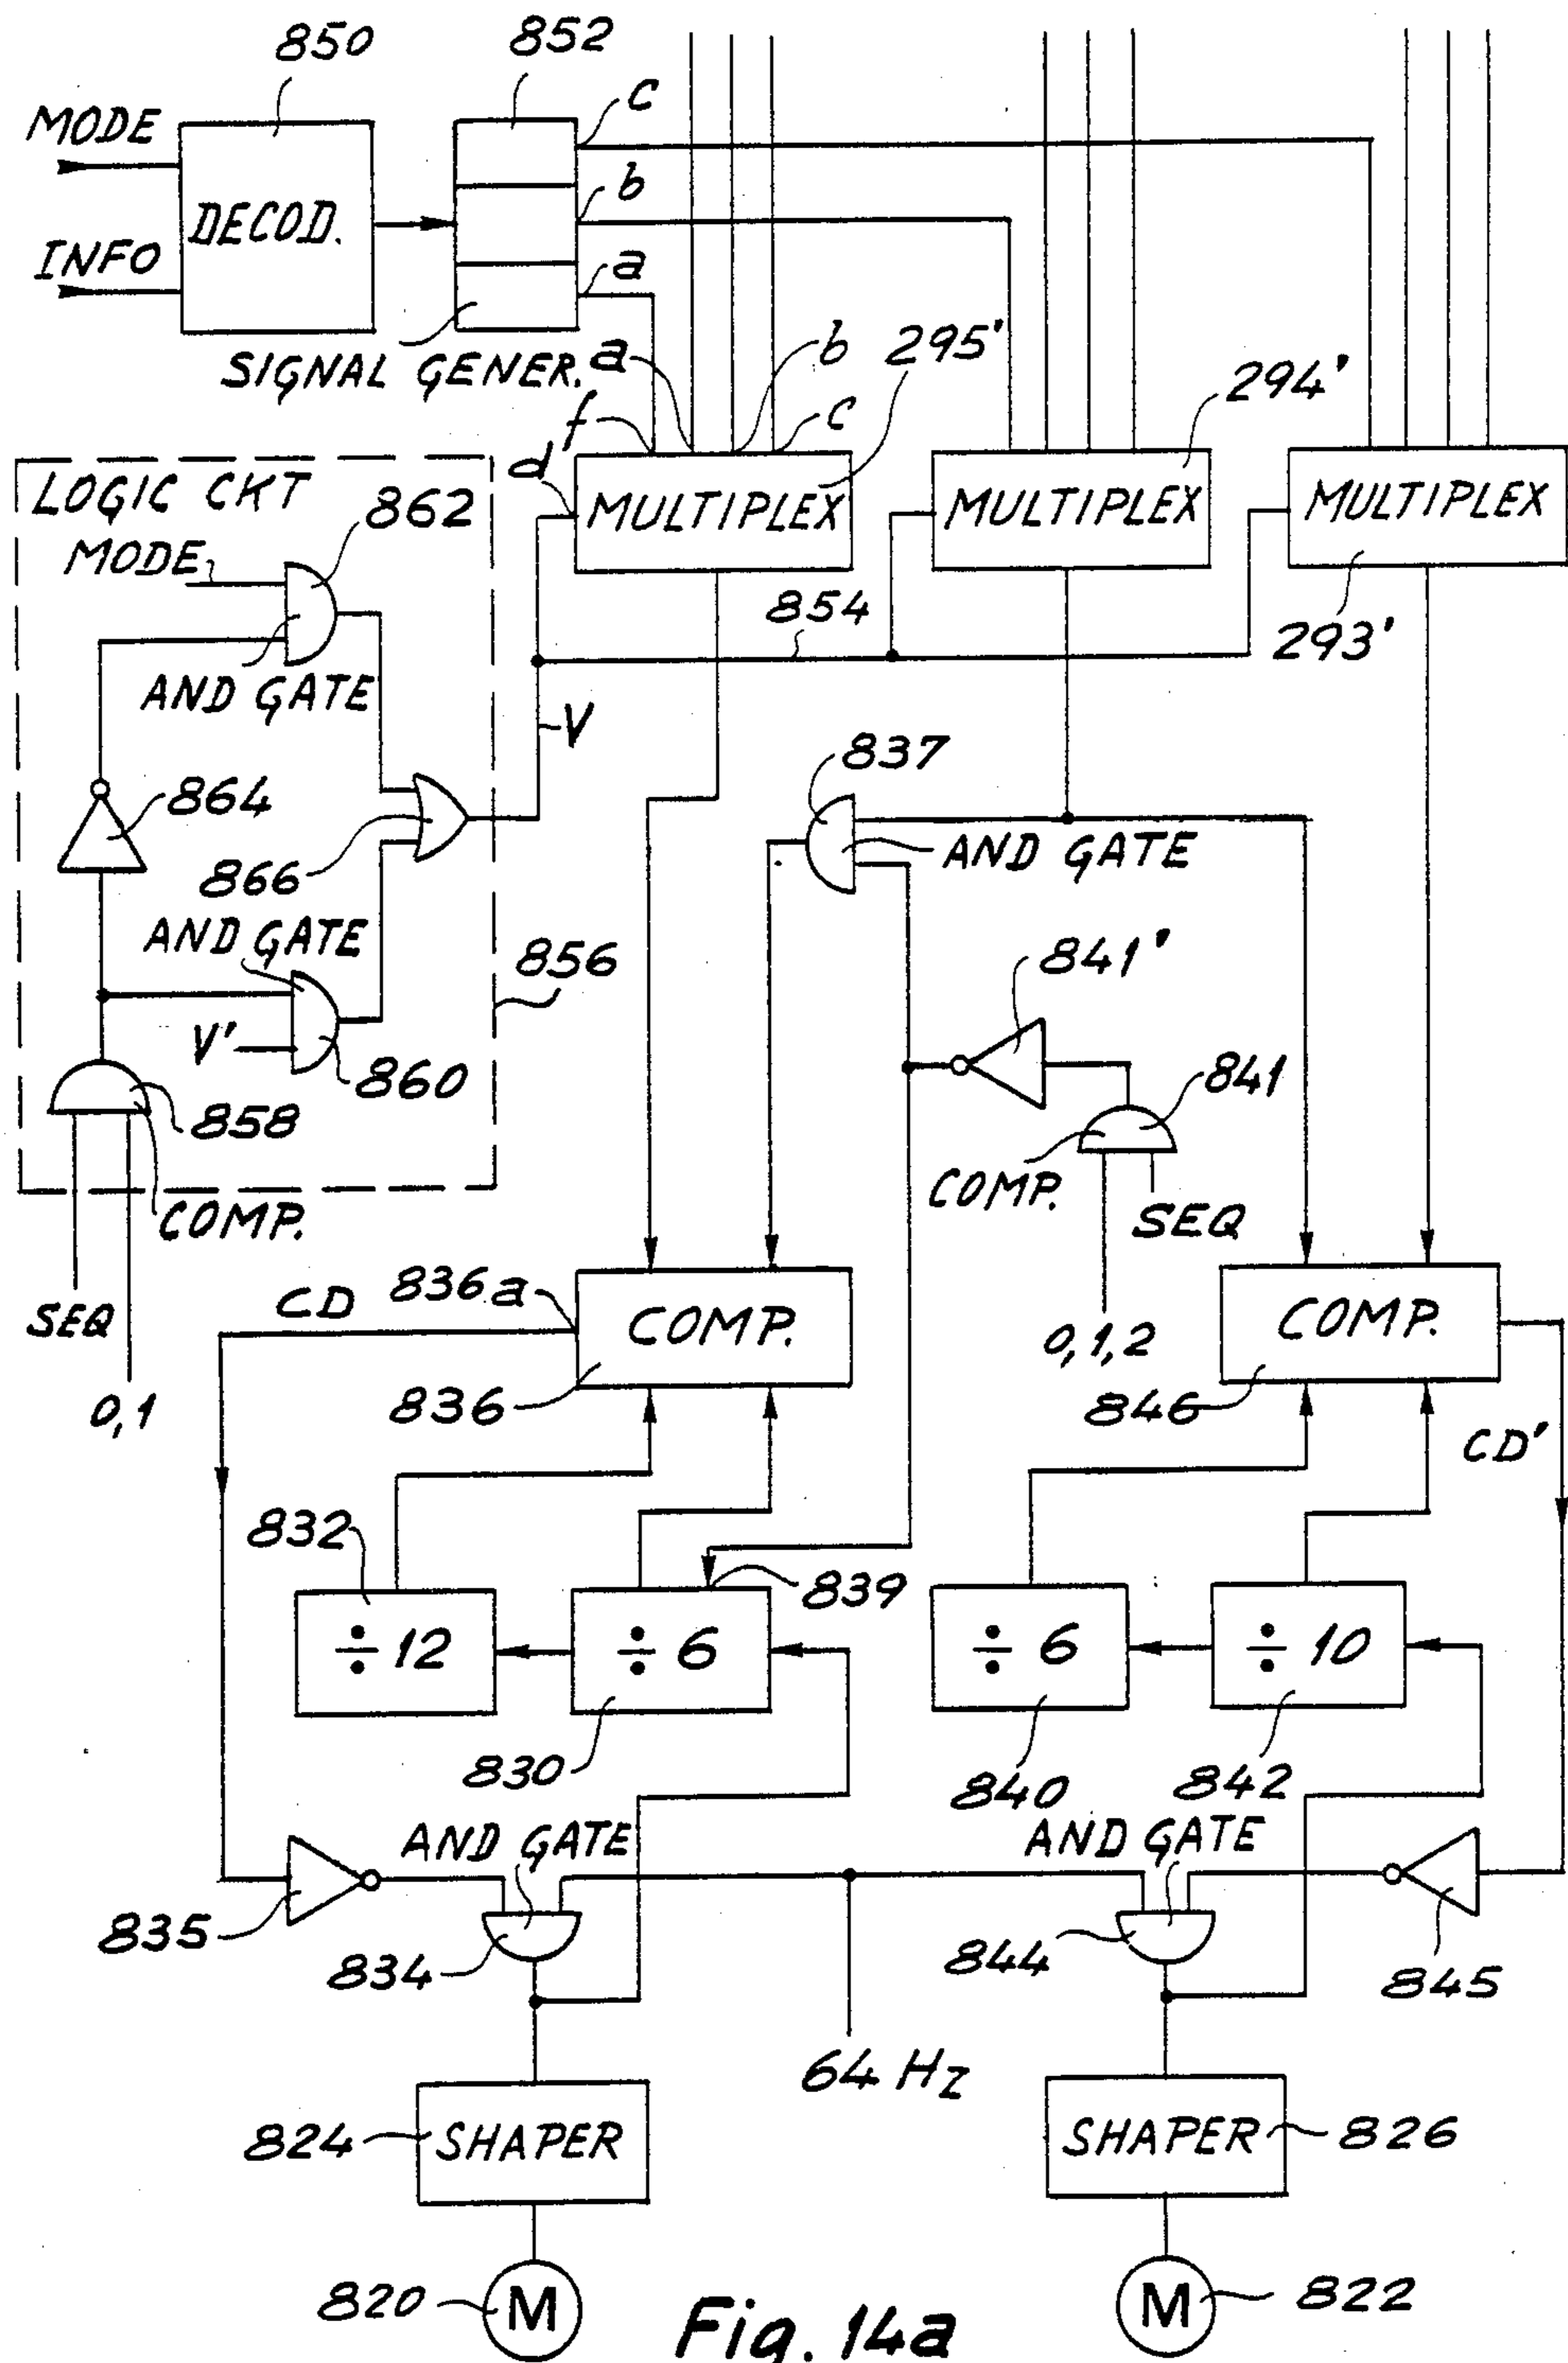 850
852
MODE
C
DECOD.
b
INFO
a
SIGNAL GENER.
a
b
295'
C
294'
f
d
LOGIC CKT
862
MULTIPLEX
MULTIPLEX
MULTIPLEX
MODE
854
293'
AND GATE
V
837
864
AND GATE
866
AND GATE
856
841'
V'
860
841
858
COMP.
COMP.
SEQ
CD
836a
SEQ
COMP.
COMP.
0,1,2
0,1
836
846
CD'
832
839
÷ 12
÷ 6
÷ 6
÷ 10
830
840
842
AND GATE
AND GATE
835
834
844
845
64 Hz
824
SHAPER
SHAPER
826
820
M
M
822
Fig. 14a